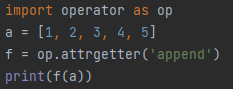 import operator as op
a = [1, 2, 3, 4, 5]
f = op.attrgetter('append')
print(f(a))